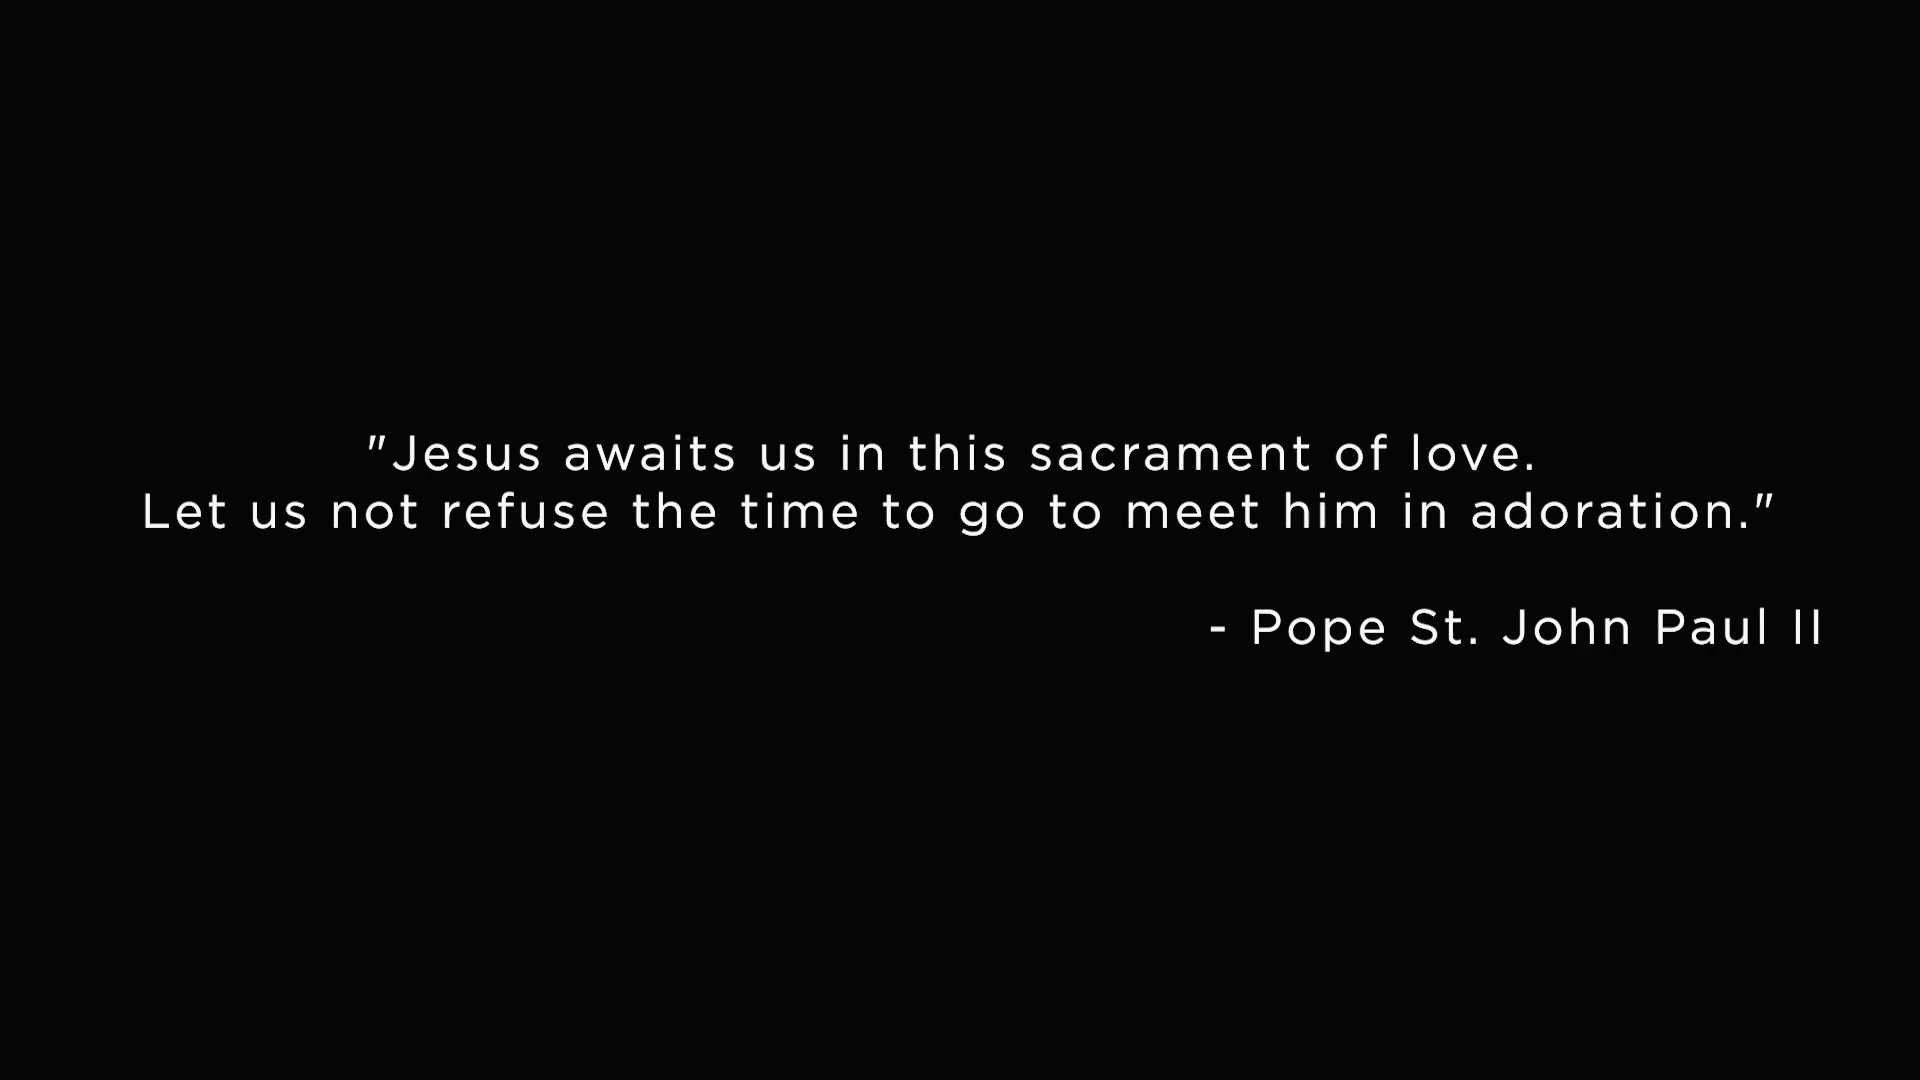 "Jesus awaits us in this sacrament of love.
Let us not refuse the time to go to meet him in adoration."
- Pope St. John Paul II